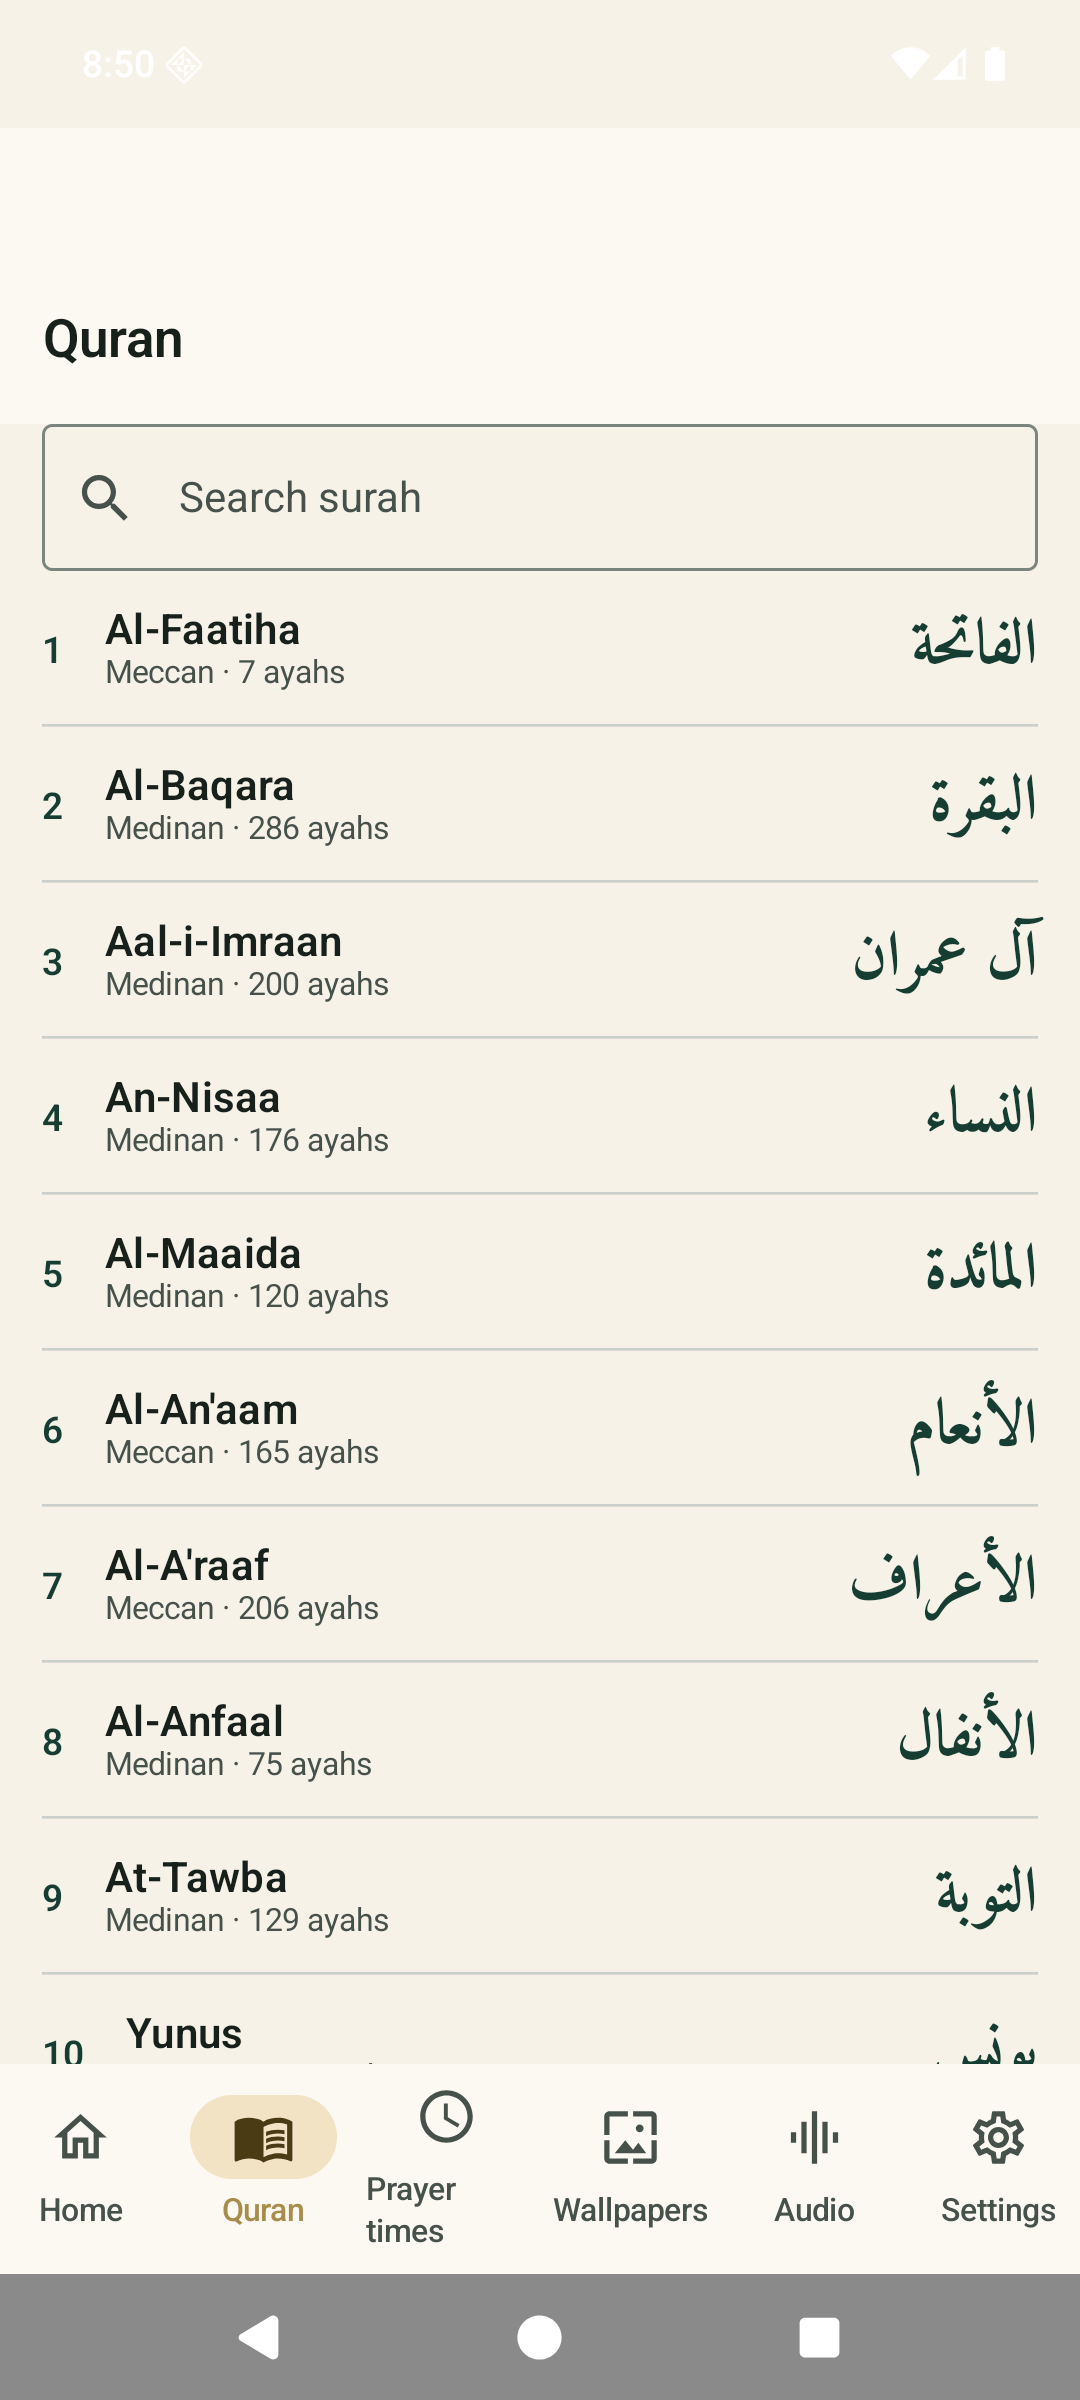 8:50
Quran
Search surah
1 Al-Faatiha الفاتحة
Meccan · 7 ayahs
2 Al-Baqara البقرة
Medinan · 286 ayahs
3 Aal-i-Imraan آل عمران
Medinan · 200 ayahs
4 An-Nisaa النساء
Medinan · 176 ayahs
5 Al-Maaida المائدة
Medinan · 120 ayahs
6 Al-An'aam الأنعام
Meccan · 165 ayahs
7 Al-A'raaf الأعراف
Meccan · 206 ayahs
8 Al-Anfaal الأنفال
Medinan · 75 ayahs
9 At-Tawba التوبة
Medinan · 129 ayahs
10 Yunus يونس
Home Quran Prayer times Wallpapers Audio Settings